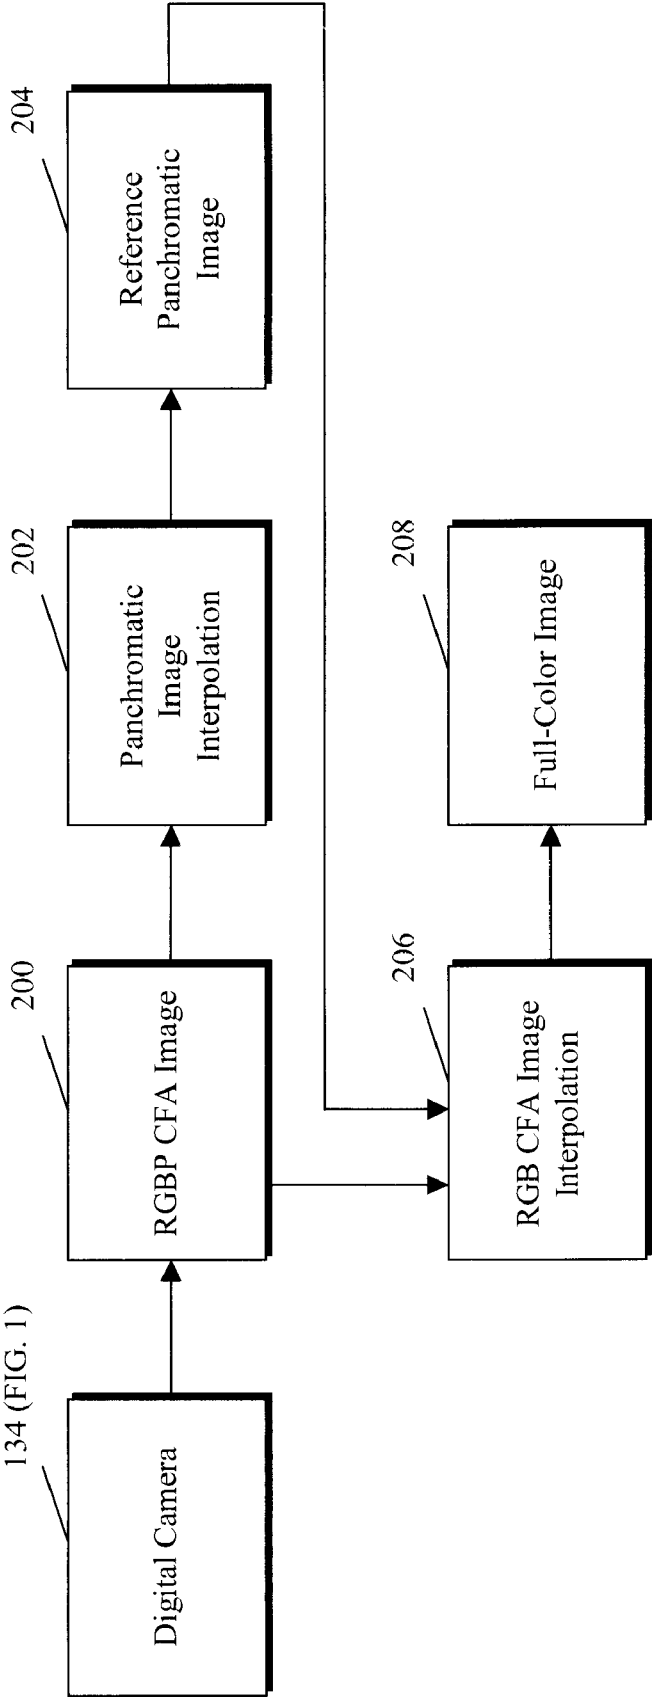 134 (FIG. 1)
Digital Camera
200
RGBP CFA Image
202
Panchromatic
Image
Interpolation
204
Reference
Panchromatic
Image
206
RGB CFA Image
Interpolation
208
Full-Color Image